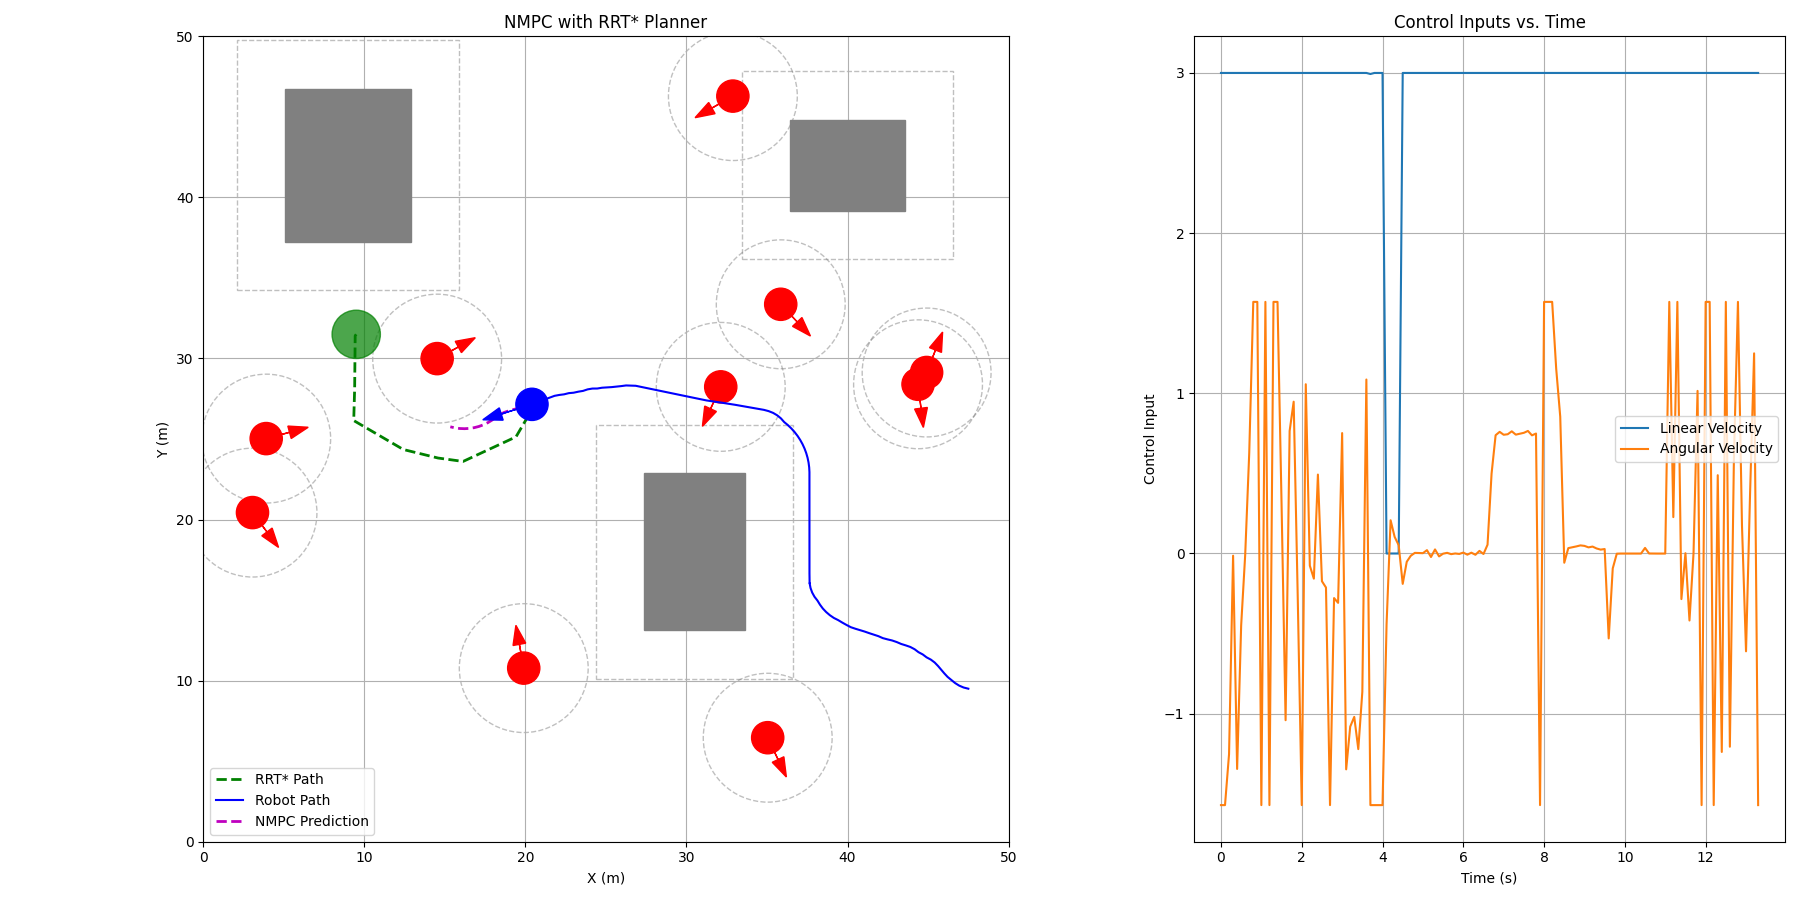 NMPC with RRT* Planner
50
40
30
20
10
0
Y (m)
0 10 20 30 40 50
X (m)
RRT* Path
Robot Path
NMPC Prediction
Control Inputs vs. Time
3
2
1
0
−1
Control Input
0 2 4 6 8 10 12
Time (s)
Linear Velocity
Angular Velocity